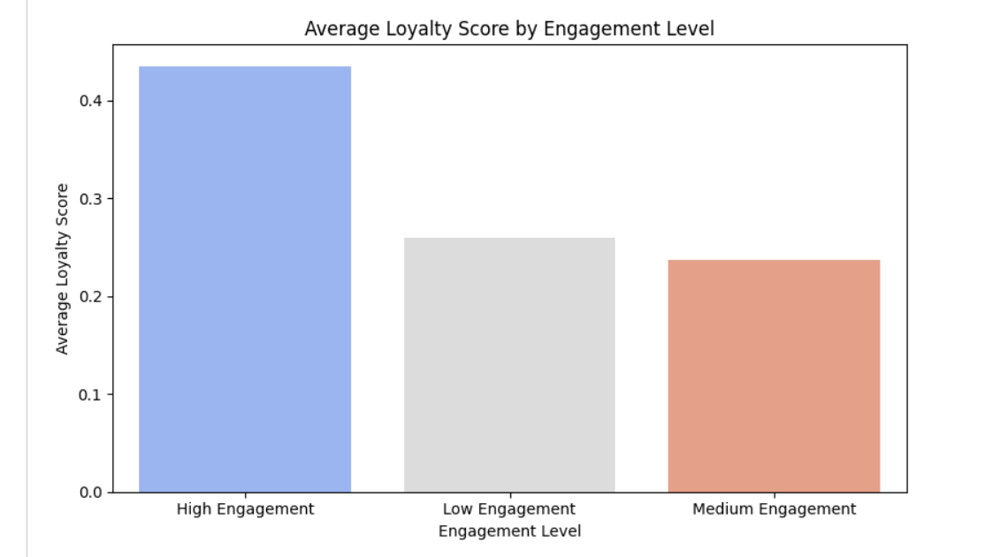 Average Loyalty Score by Engagement Level
Average Loyalty Score
0.4
0.3
0.2
0.1
0.0
High Engagement Low Engagement Medium Engagement
Engagement Level